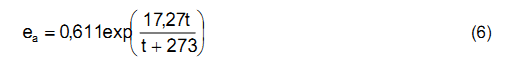 eₐ = 0,611exp(17,27t / t + 273) (6)